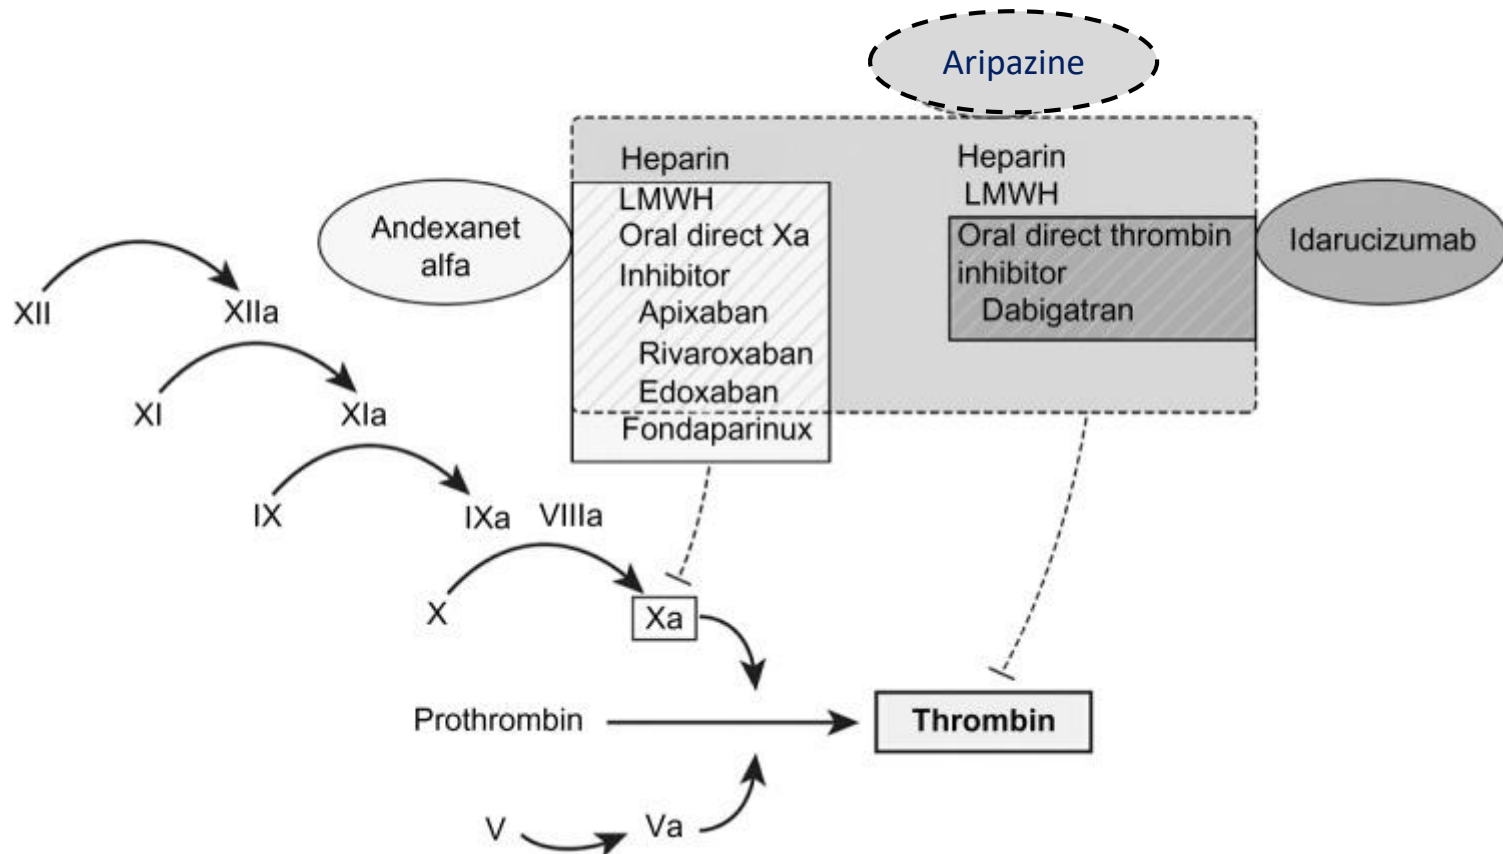 Aripazine
Heparin
LMWH
Oral direct Xa
Inhibitor
Apixaban
Rivaroxaban
Edoxaban
Fondaparinux
Heparin
LMWH
Oral direct thrombin
inhibitor
Dabigatran
Andexanet
alfa
Idarucizumab
XII
XIIa
XI
XIa
IX
IXa
VIIIa
X
Xa
Prothrombin
Thrombin
V
Va